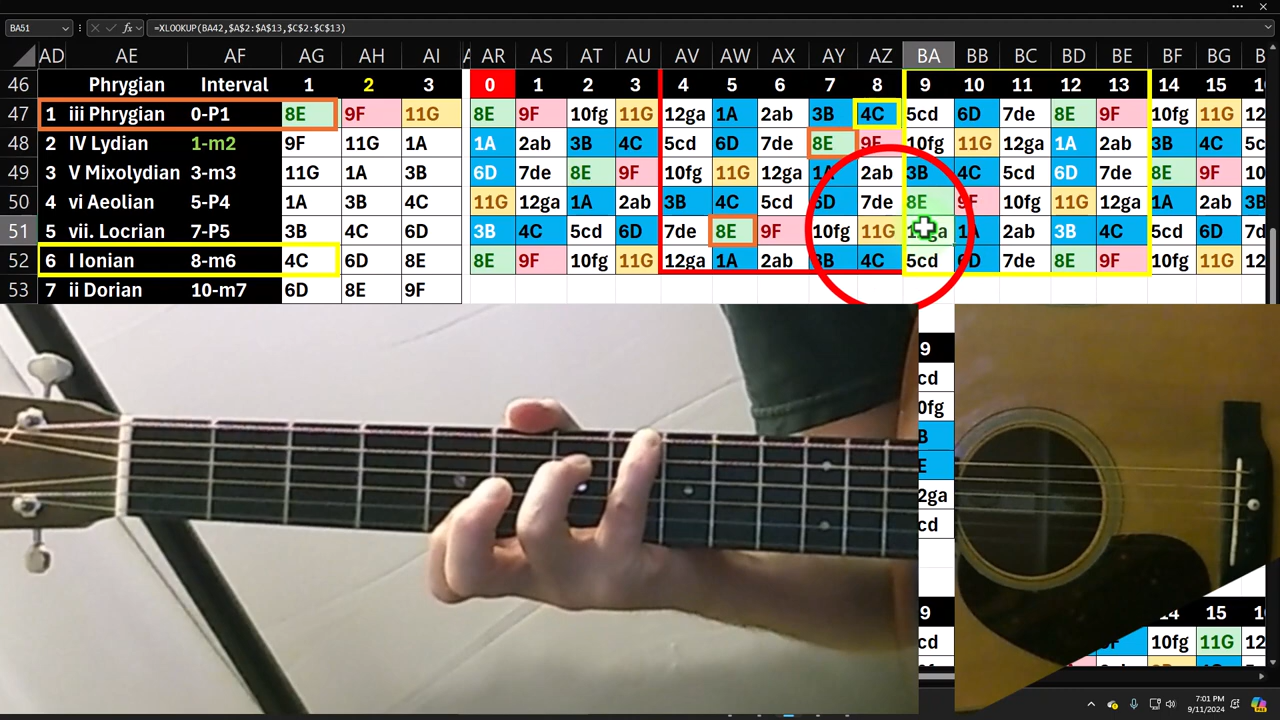 BA51 fx =XLOOKUP(BA42,$A$2:$A$13,$C$2:$C$13)
AD AE AF AG AH AI AR AS AT AU AV AW AX AY AZ BA BB BC BD BE BF BG
46 Phrygian Interval 1 2 3 0 1 2 3 4 5 6 7 8 9 10 11 12 13 14 15
47 1 iii Phrygian 0-P1 8E 9F 11G 8E 9F 10fg 11G 12ga 1A 2ab 3B 4C 5cd 6D 7de 8E 9F 10fg 11G 12
48 2 IV Lydian 1-m2 9F 11G 1A 1A 2ab 3B 4C 5cd 6D 7de 8E 9F 10fg 11G 12ga 1A 2ab 3B 4C 5c
49 3 V Mixolydian 3-m3 11G 1A 3B 6D 7de 8E 9F 10fg 11G 12ga 1A 2ab 3B 4C 5cd 6D 7de 8E 9F 10
50 4 vi Aeolian 5-P4 1A 3B 4C 11G 12ga 1A 2ab 3B 4C 5cd 6D 7de 8E 9F 10fg 11G 12ga 1A 2ab 3B
51 5 vii. Locrian 7-P5 3B 4C 6D 3B 4C 5cd 6D 7de 8E 9F 10fg 11G 12ga 1A 2ab 3B 4C 5cd 6D 7d
52 6 I Ionian 8-m6 4C 6D 8E 8E 9F 10fg 11G 12ga 1A 2ab 3B 4C 5cd 6D 7de 8E 9F 10fg 11G 12
53 7 ii Dorian 10-m7 6D 8E 9F
9
5cd
0fg
B
E
2ga
cd
9 14 15
cd 9F 10fg 11G 12
7:01 PM
9/11/2024